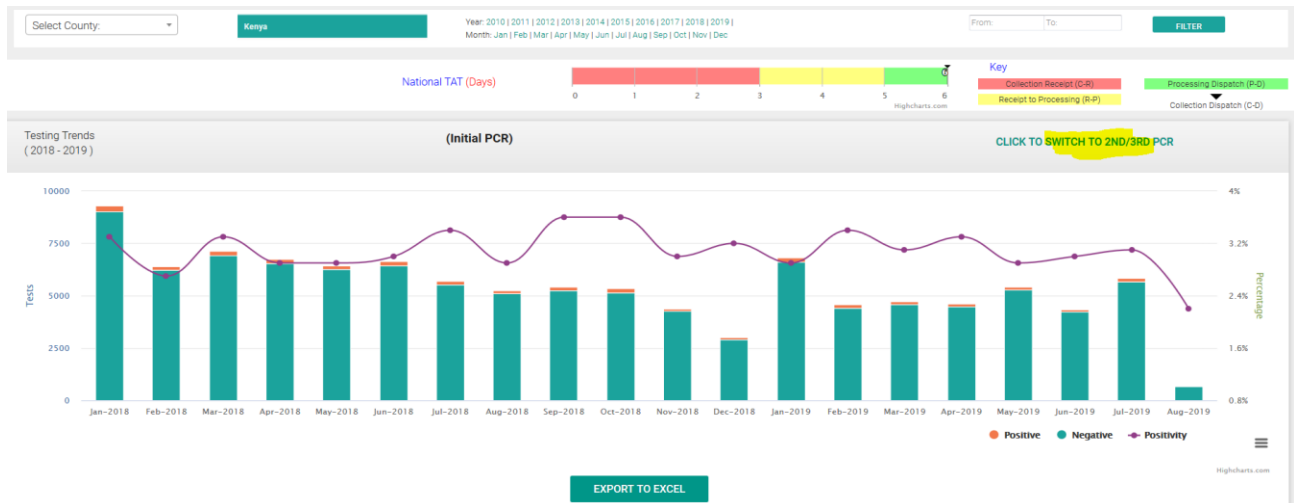 Select County:
Kenya
Year: 2010 | 2011 | 2012 | 2013 | 2014 | 2015 | 2016 | 2017 | 2018 | 2019 |
Month: Jan | Feb | Mar | Apr | May | Jun | Jul | Aug | Sep | Oct | Nov | Dec
From:
To:
FILTER
National TAT (Days)
0 1 2 3 4 5 6
Highcharts.com
Key
Collection Receipt (C-R)
Processing Dispatch (P-D)
Receipt to Processing (R-P)
Collection Dispatch (C-D)
Testing Trends
( 2018 - 2019 )
(Initial PCR)
CLICK TO SWITCH TO 2ND/3RD PCR
10000
7500
5000
2500
0
Tests
4%
3.2%
2.4%
1.6%
0.8%
Percentage
Jan-2018 Feb-2018 Mar-2018 Apr-2018 May-2018 Jun-2018 Jul-2018 Aug-2018 Sep-2018 Oct-2018 Nov-2018 Dec-2018 Jan-2019 Feb-2019 Mar-2019 Apr-2019 May-2019 Jun-2019 Jul-2019 Aug-2019
Positive Negative Positivity
Highcharts.com
EXPORT TO EXCEL